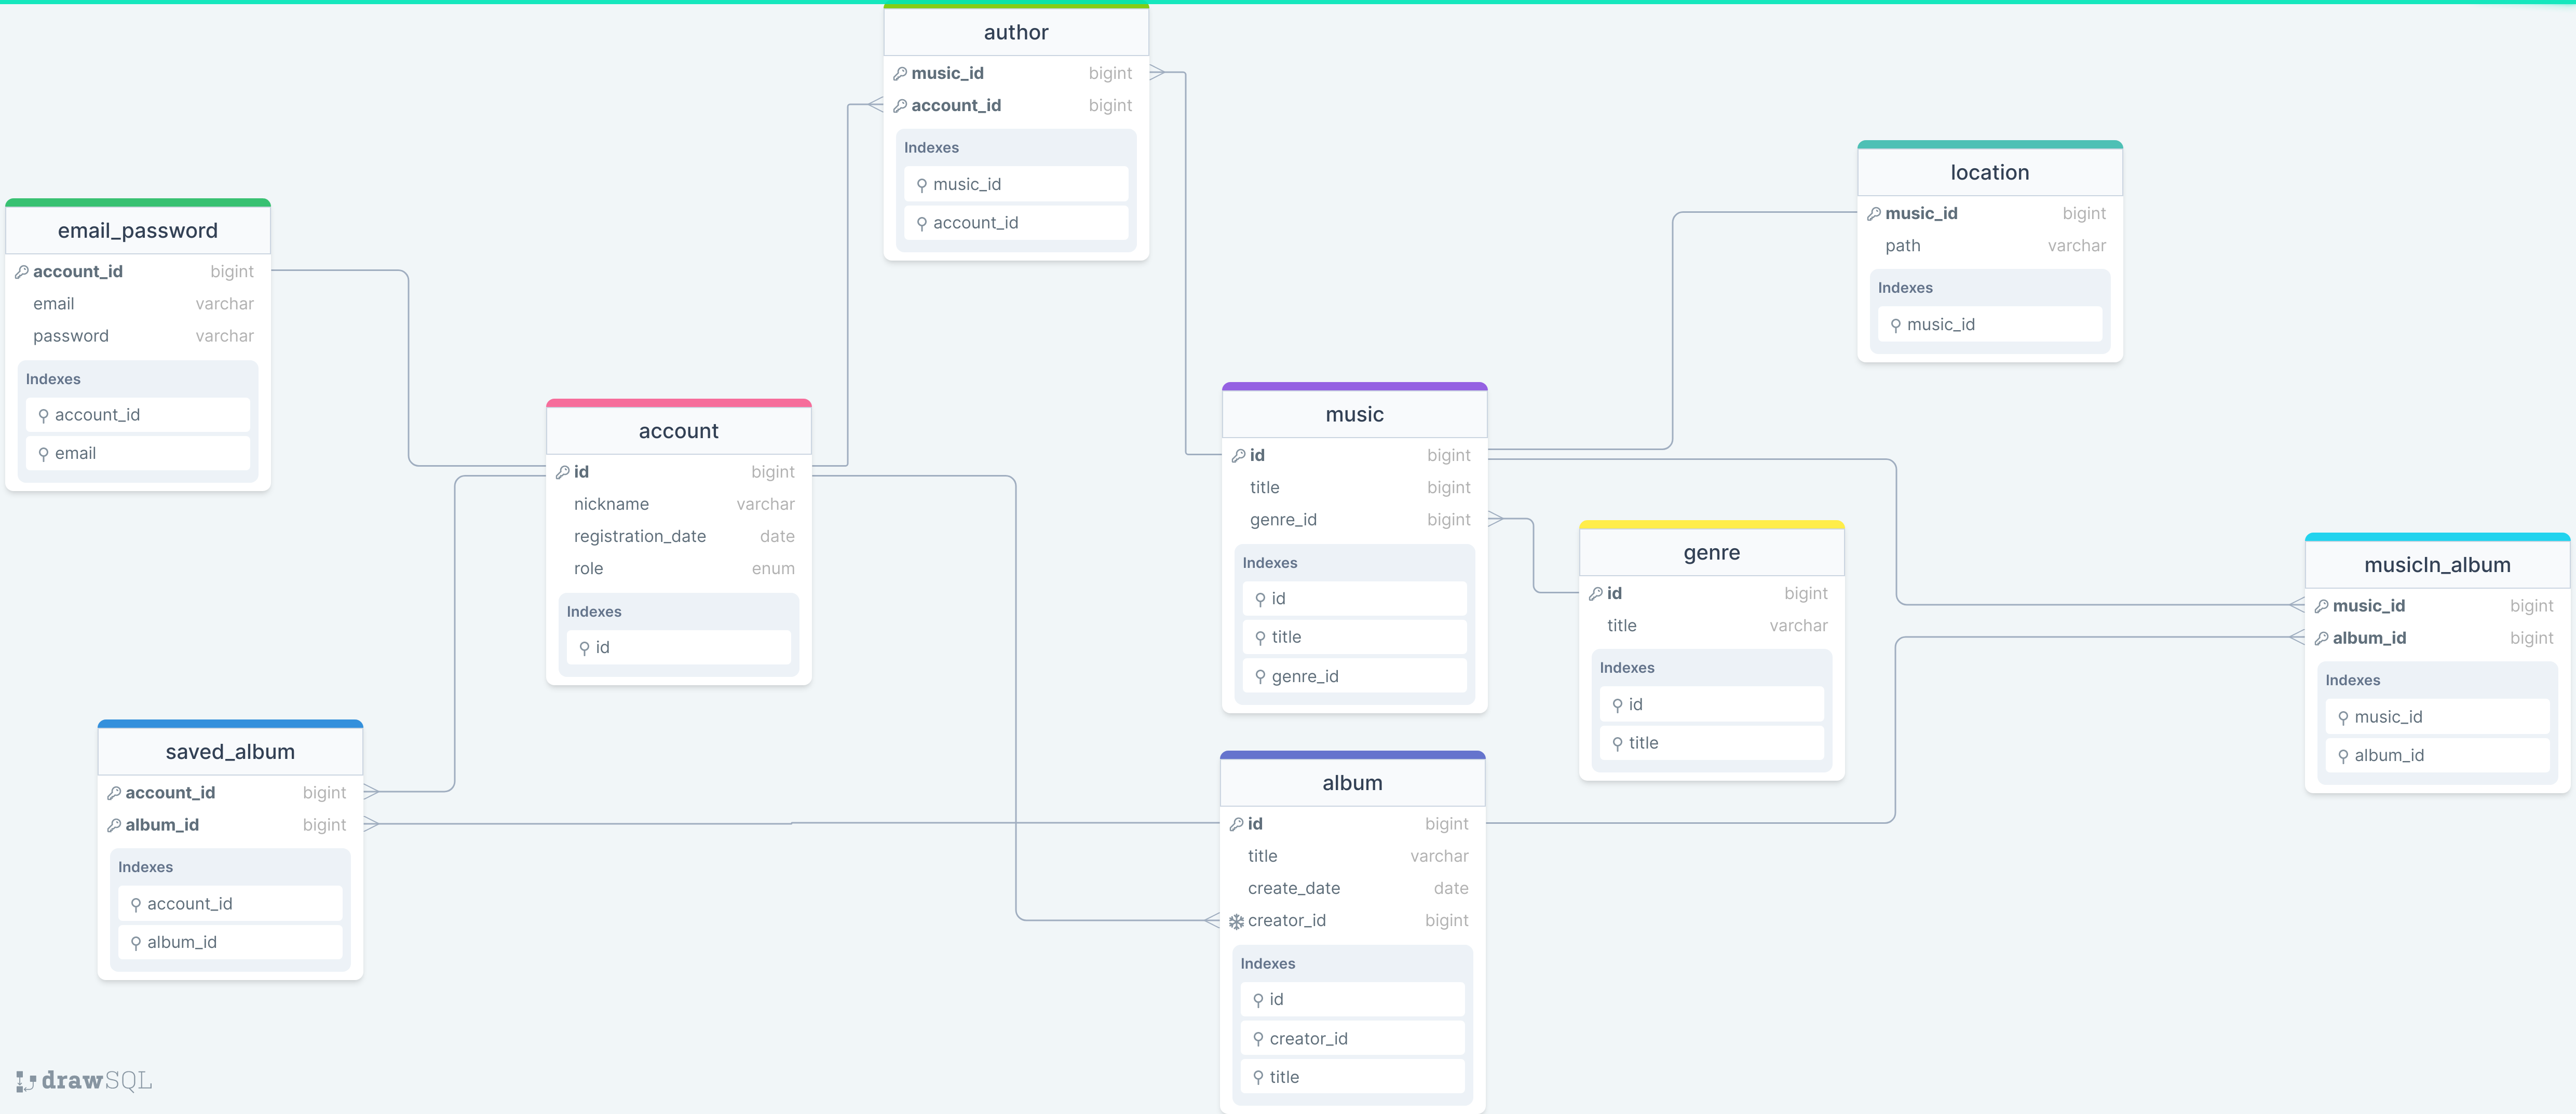 author
music_id bigint
account_id bigint
Indexes
music_id
account_id
email_password
account_id bigint
email varchar
password varchar
Indexes
account_id
email
account
id bigint
nickname varchar
registration_date date
role enum
Indexes
id
saved_album
account_id bigint
album_id bigint
Indexes
account_id
album_id
music
id bigint
title bigint
genre_id bigint
Indexes
id
title
genre_id
album
id bigint
title varchar
create_date date
creator_id bigint
Indexes
id
creator_id
title
genre
id bigint
title varchar
Indexes
id
title
location
music_id bigint
path varchar
Indexes
music_id
musicIn_album
music_id bigint
album_id bigint
Indexes
music_id
album_id
drawSQL